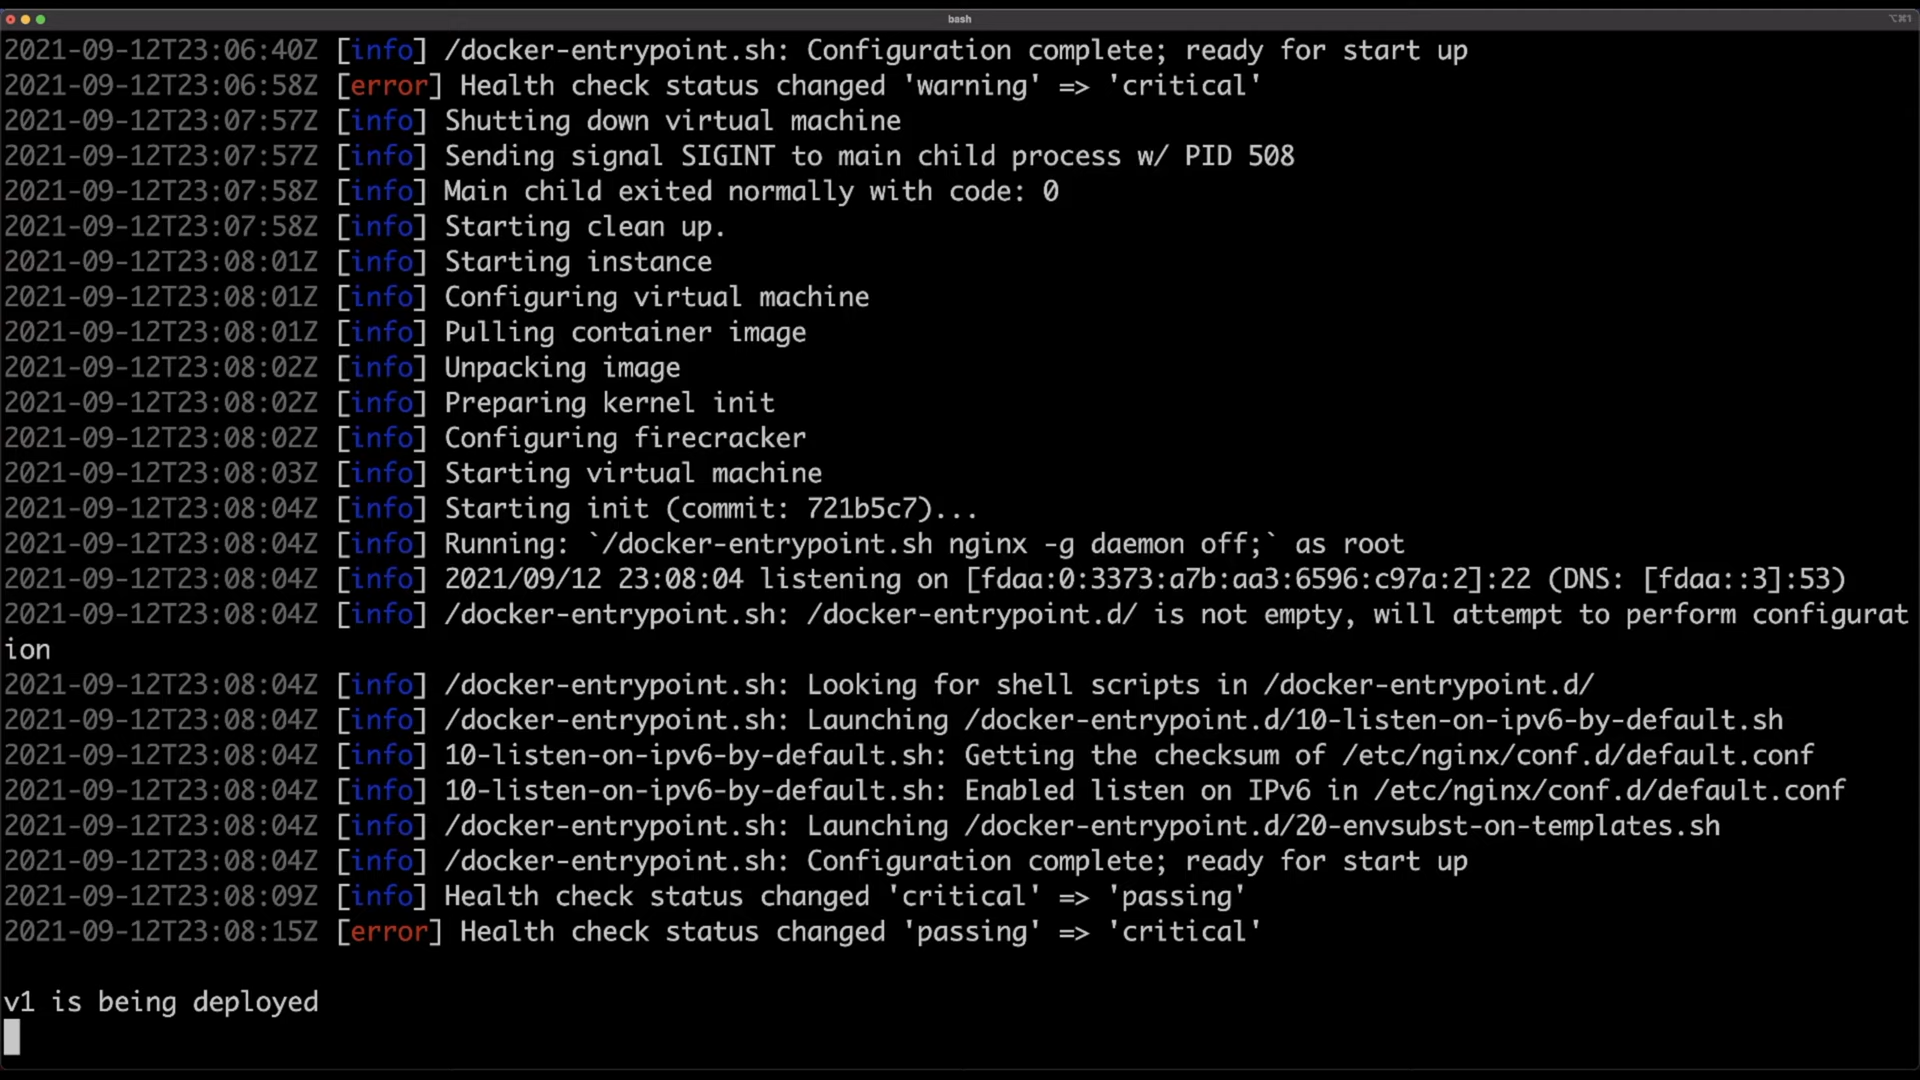 bash
⌥⌘1
2021-09-12T23:06:40Z [info] /docker-entrypoint.sh: Configuration complete; ready for start up
2021-09-12T23:06:58Z [error] Health check status changed 'warning' => 'critical'
2021-09-12T23:07:57Z [info] Shutting down virtual machine
2021-09-12T23:07:57Z [info] Sending signal SIGINT to main child process w/ PID 508
2021-09-12T23:07:58Z [info] Main child exited normally with code: 0
2021-09-12T23:07:58Z [info] Starting clean up.
2021-09-12T23:08:01Z [info] Starting instance
2021-09-12T23:08:01Z [info] Configuring virtual machine
2021-09-12T23:08:01Z [info] Pulling container image
2021-09-12T23:08:02Z [info] Unpacking image
2021-09-12T23:08:02Z [info] Preparing kernel init
2021-09-12T23:08:02Z [info] Configuring firecracker
2021-09-12T23:08:03Z [info] Starting virtual machine
2021-09-12T23:08:04Z [info] Starting init (commit: 721b5c7)...
2021-09-12T23:08:04Z [info] Running: `/docker-entrypoint.sh nginx -g daemon off;` as root
2021-09-12T23:08:04Z [info] 2021/09/12 23:08:04 listening on [fdaa:0:3373:a7b:aa3:6596:c97a:2]:22 (DNS: [fdaa::3]:53)
2021-09-12T23:08:04Z [info] /docker-entrypoint.sh: /docker-entrypoint.d/ is not empty, will attempt to perform configurat
ion
2021-09-12T23:08:04Z [info] /docker-entrypoint.sh: Looking for shell scripts in /docker-entrypoint.d/
2021-09-12T23:08:04Z [info] /docker-entrypoint.sh: Launching /docker-entrypoint.d/10-listen-on-ipv6-by-default.sh
2021-09-12T23:08:04Z [info] 10-listen-on-ipv6-by-default.sh: Getting the checksum of /etc/nginx/conf.d/default.conf
2021-09-12T23:08:04Z [info] 10-listen-on-ipv6-by-default.sh: Enabled listen on IPv6 in /etc/nginx/conf.d/default.conf
2021-09-12T23:08:04Z [info] /docker-entrypoint.sh: Launching /docker-entrypoint.d/20-envsubst-on-templates.sh
2021-09-12T23:08:04Z [info] /docker-entrypoint.sh: Configuration complete; ready for start up
2021-09-12T23:08:09Z [info] Health check status changed 'critical' => 'passing'
2021-09-12T23:08:15Z [error] Health check status changed 'passing' => 'critical'
v1 is being deployed